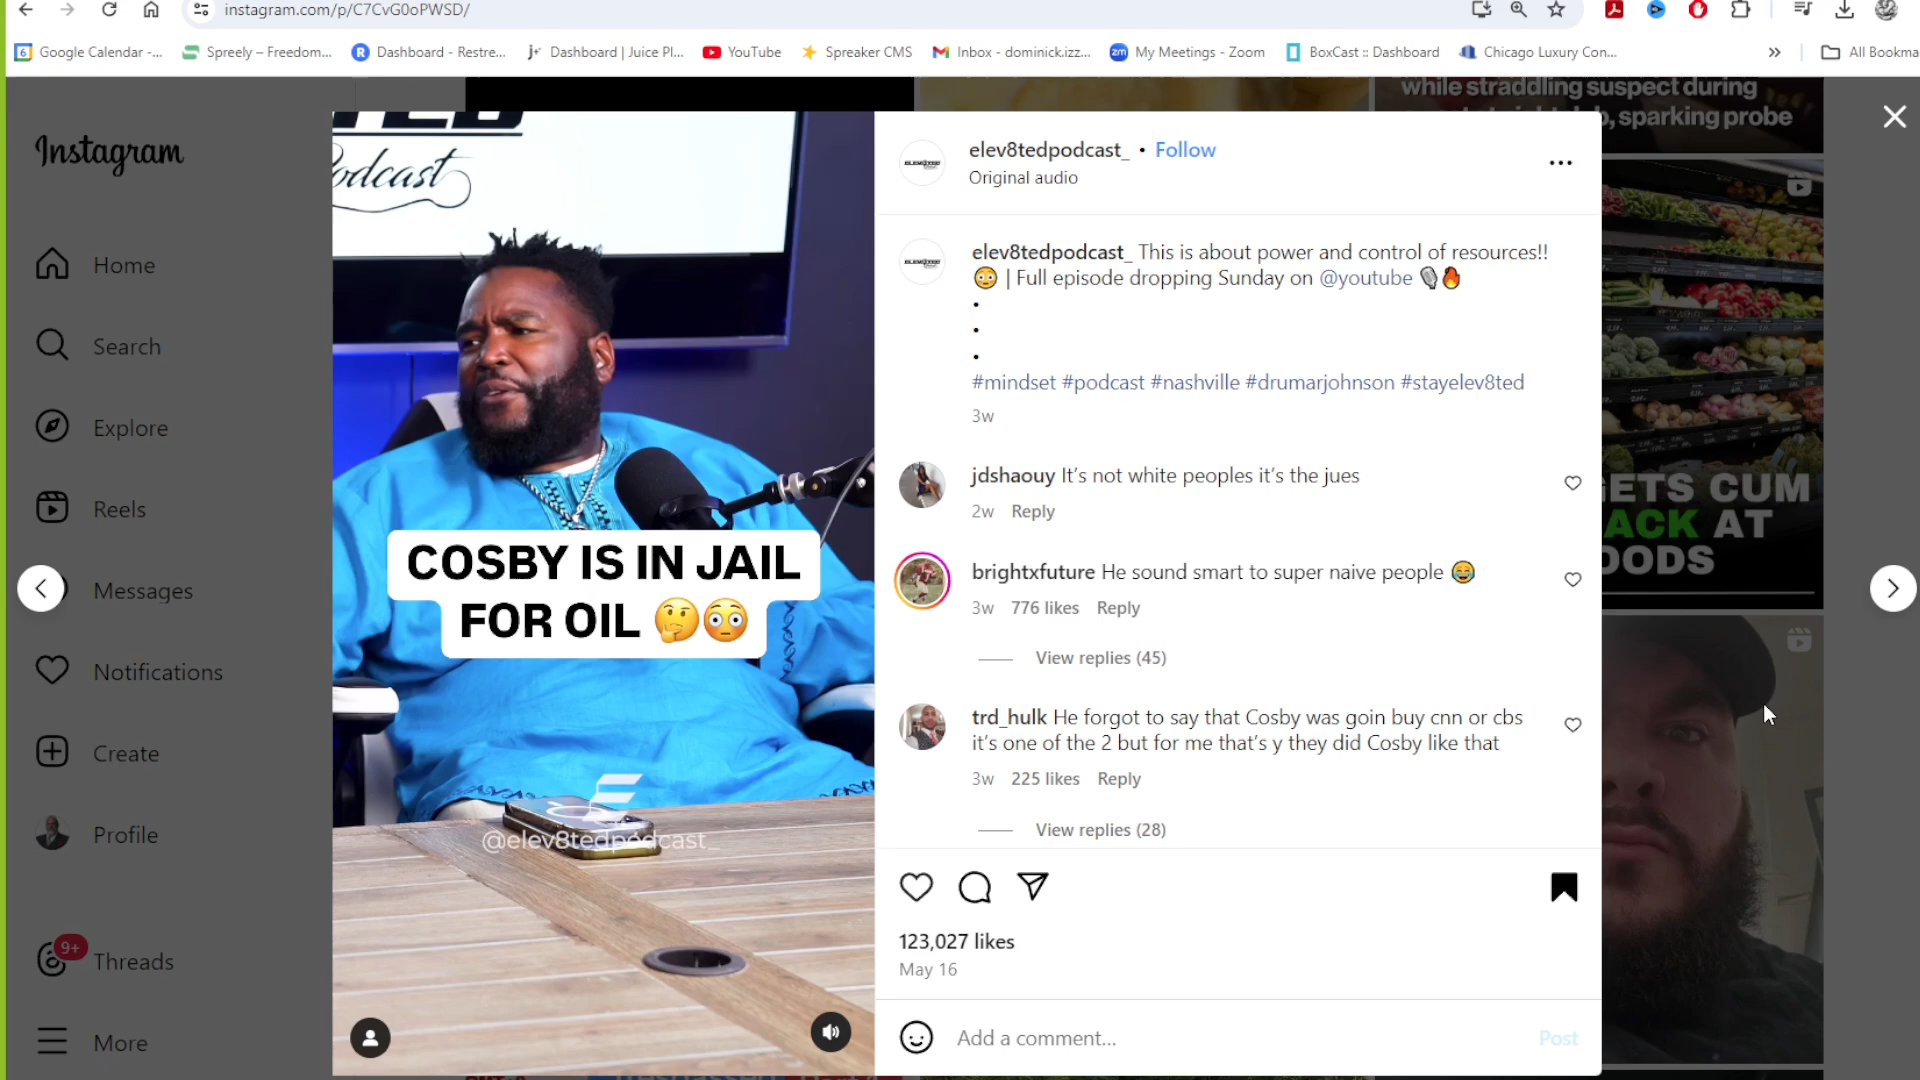 instagram.com/p/C7CvG0oPWSD/
Google Calendar -... Spreely – Freedom... Dashboard - Restre... Dashboard | Juice Pl... YouTube Spreaker CMS Inbox - dominick.izz... My Meetings - Zoom BoxCast :: Dashboard Chicago Luxury Con... » All Bookma
while straddling suspect during
, sparking probe
Instagram
Home
Search
Explore
Reels
Messages
Notifications
Create
Profile
9+
Threads
More
odcast
COSBY IS IN JAIL
FOR OIL 🤔😳
@elev8tedpodcast_
elev8tedpodcast_ • Follow
Original audio
elev8tedpodcast_ This is about power and control of resources!!
😳 | Full episode dropping Sunday on @youtube 🎙️🔥
•
•
•
#mindset #podcast #nashville #drumarjohnson #stayelev8ted
3w
jdshaouy It’s not white peoples it’s the jues
2w Reply
brightxfuture He sound smart to super naive people 😂
3w 776 likes Reply
View replies (45)
trd_hulk He forgot to say that Cosby was goin buy cnn or cbs
it’s one of the 2 but for me that’s y they did Cosby like that
3w 225 likes Reply
View replies (28)
123,027 likes
May 16
Add a comment...
Post
ETS CUM
ACK AT
OODS